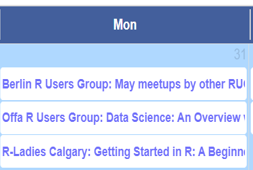 Mon
31
Berlin R Users Group: May meetups by other RU
Offa R Users Group: Data Science: An Overview
R-Ladies Calgary: Getting Started in R: A Beginn